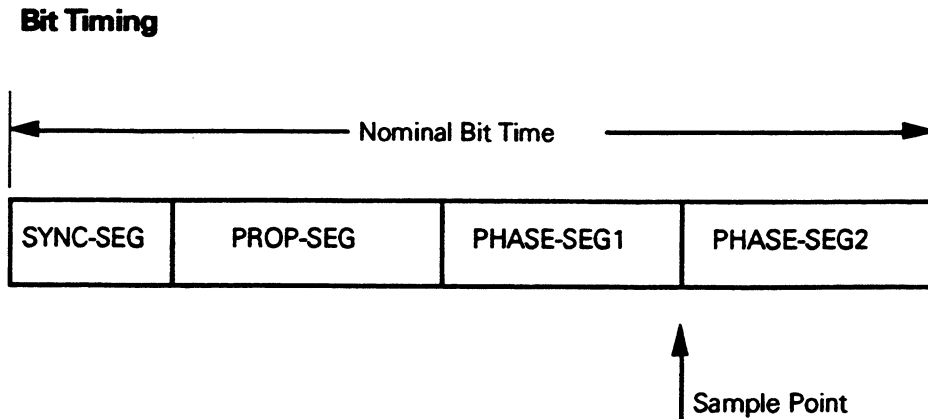 Bit Timing
Nominal Bit Time
SYNC-SEG PROP-SEG PHASE-SEG1 PHASE-SEG2
Sample Point